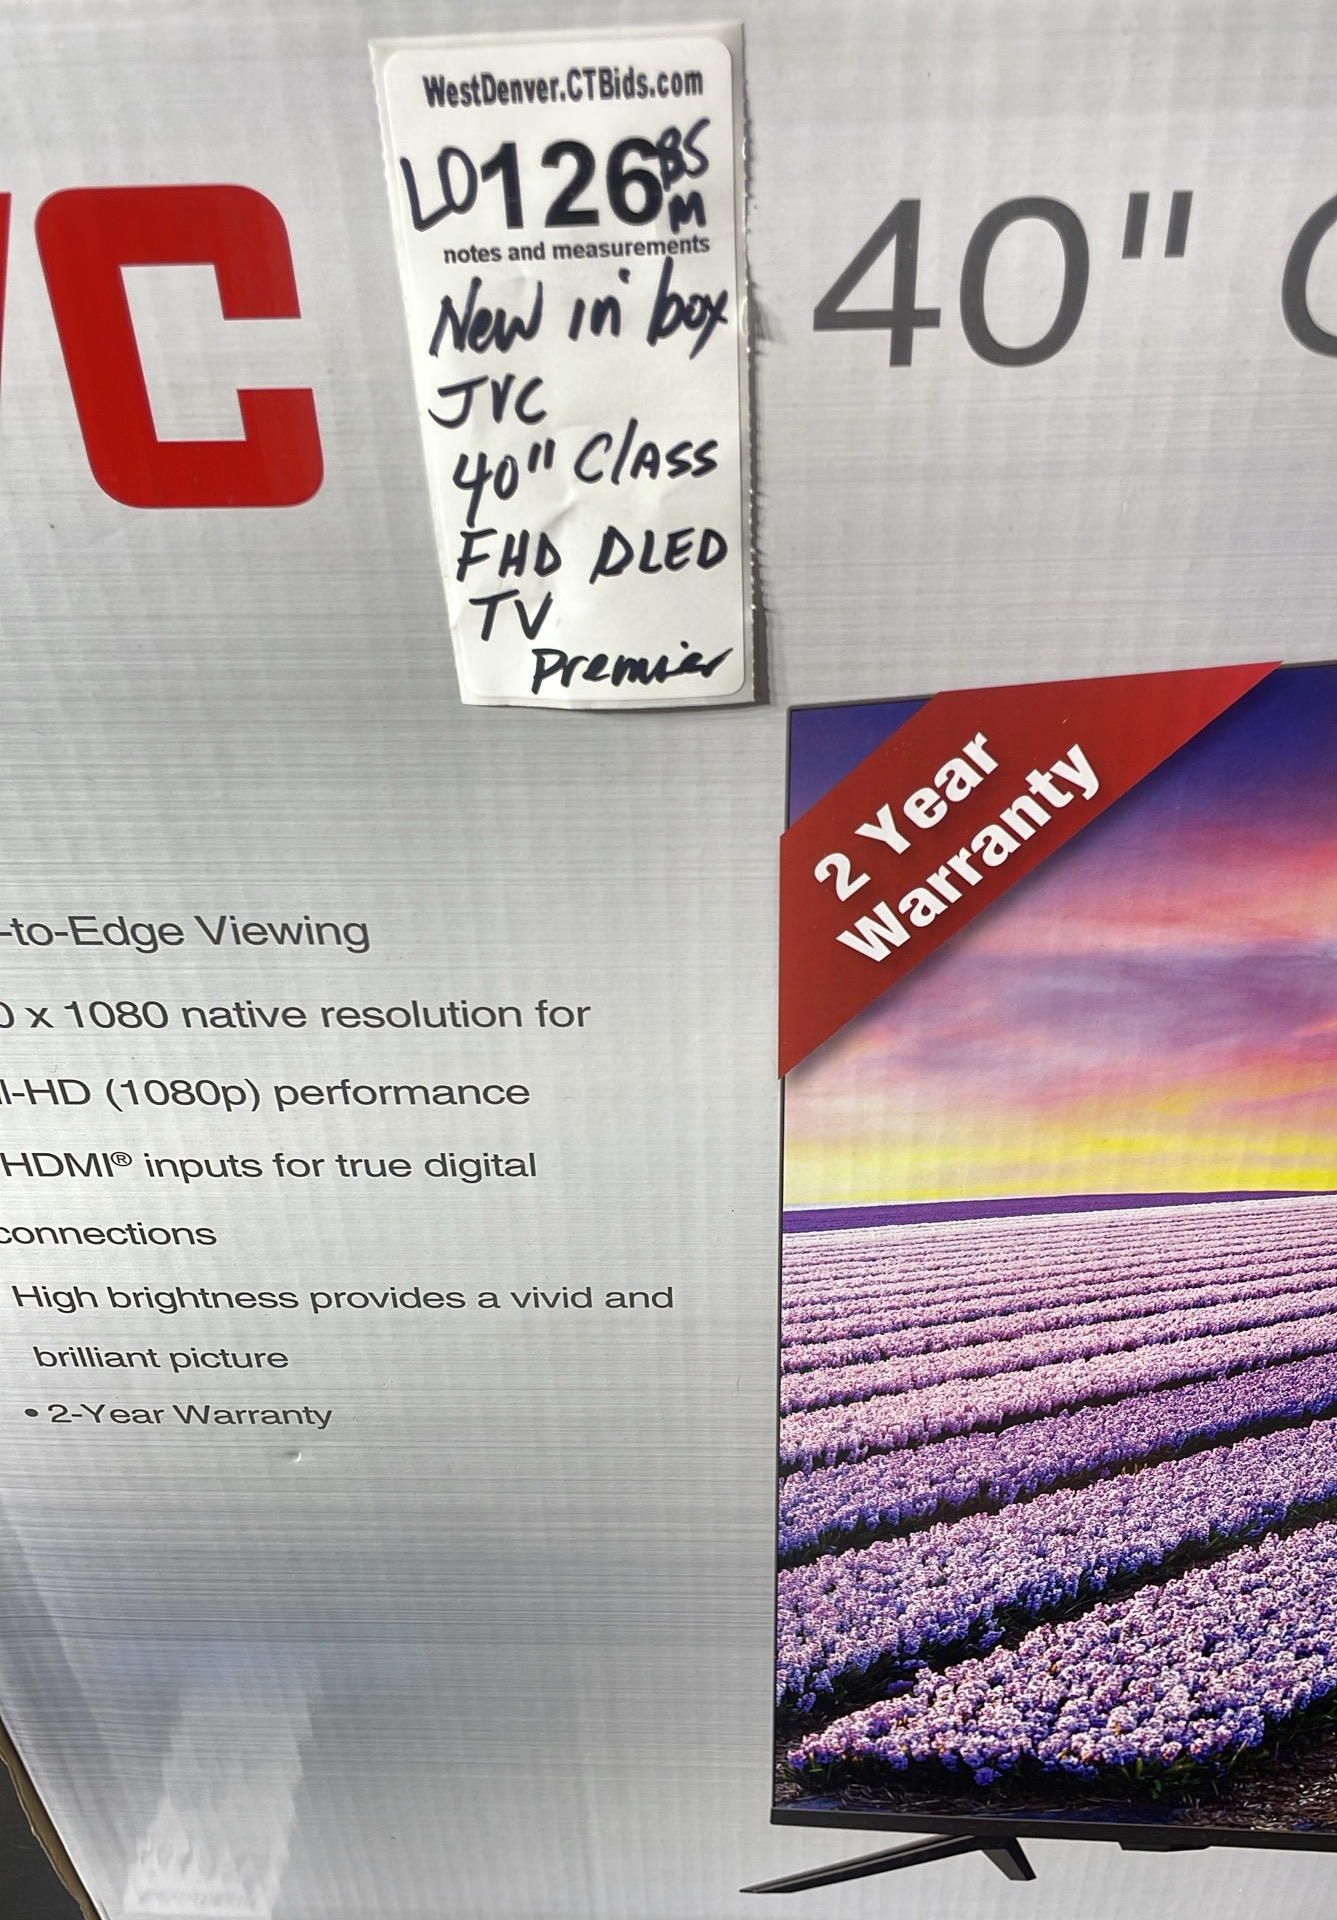 WestDenver.CTBids.com
LO126 BS
M
notes and measurements
New in box
JVC
40" Class
FHD DLED
TV
Premier
VC
40" C
2 Year
Warranty
-to-Edge Viewing
0 x 1080 native resolution for
l-HD (1080p) performance
HDMI® inputs for true digital
connections
High brightness provides a vivid and
brilliant picture
• 2-Year Warranty